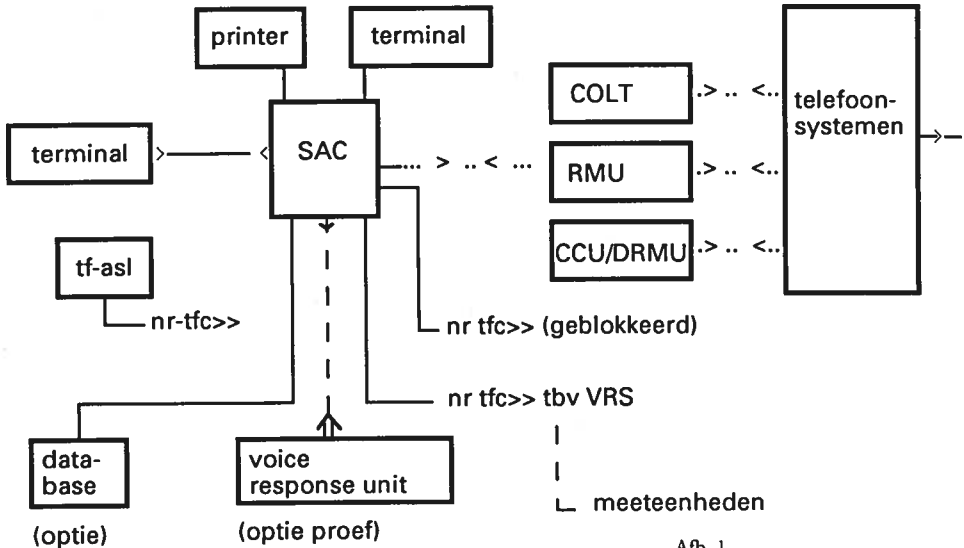 printer
terminal
COLT
.> .. <..
telefoon-
systemen
terminal
SAC
.... > .. < ...
RMU
.> .. <..
CCU/DRMU
.> .. <..
tf-asl
nr-tfc>>
nr tfc>> (geblokkeerd)
nr tfc>> tbv VRS
data-
base
voice
response unit
meeteenheden
(optie)
(optie proef)